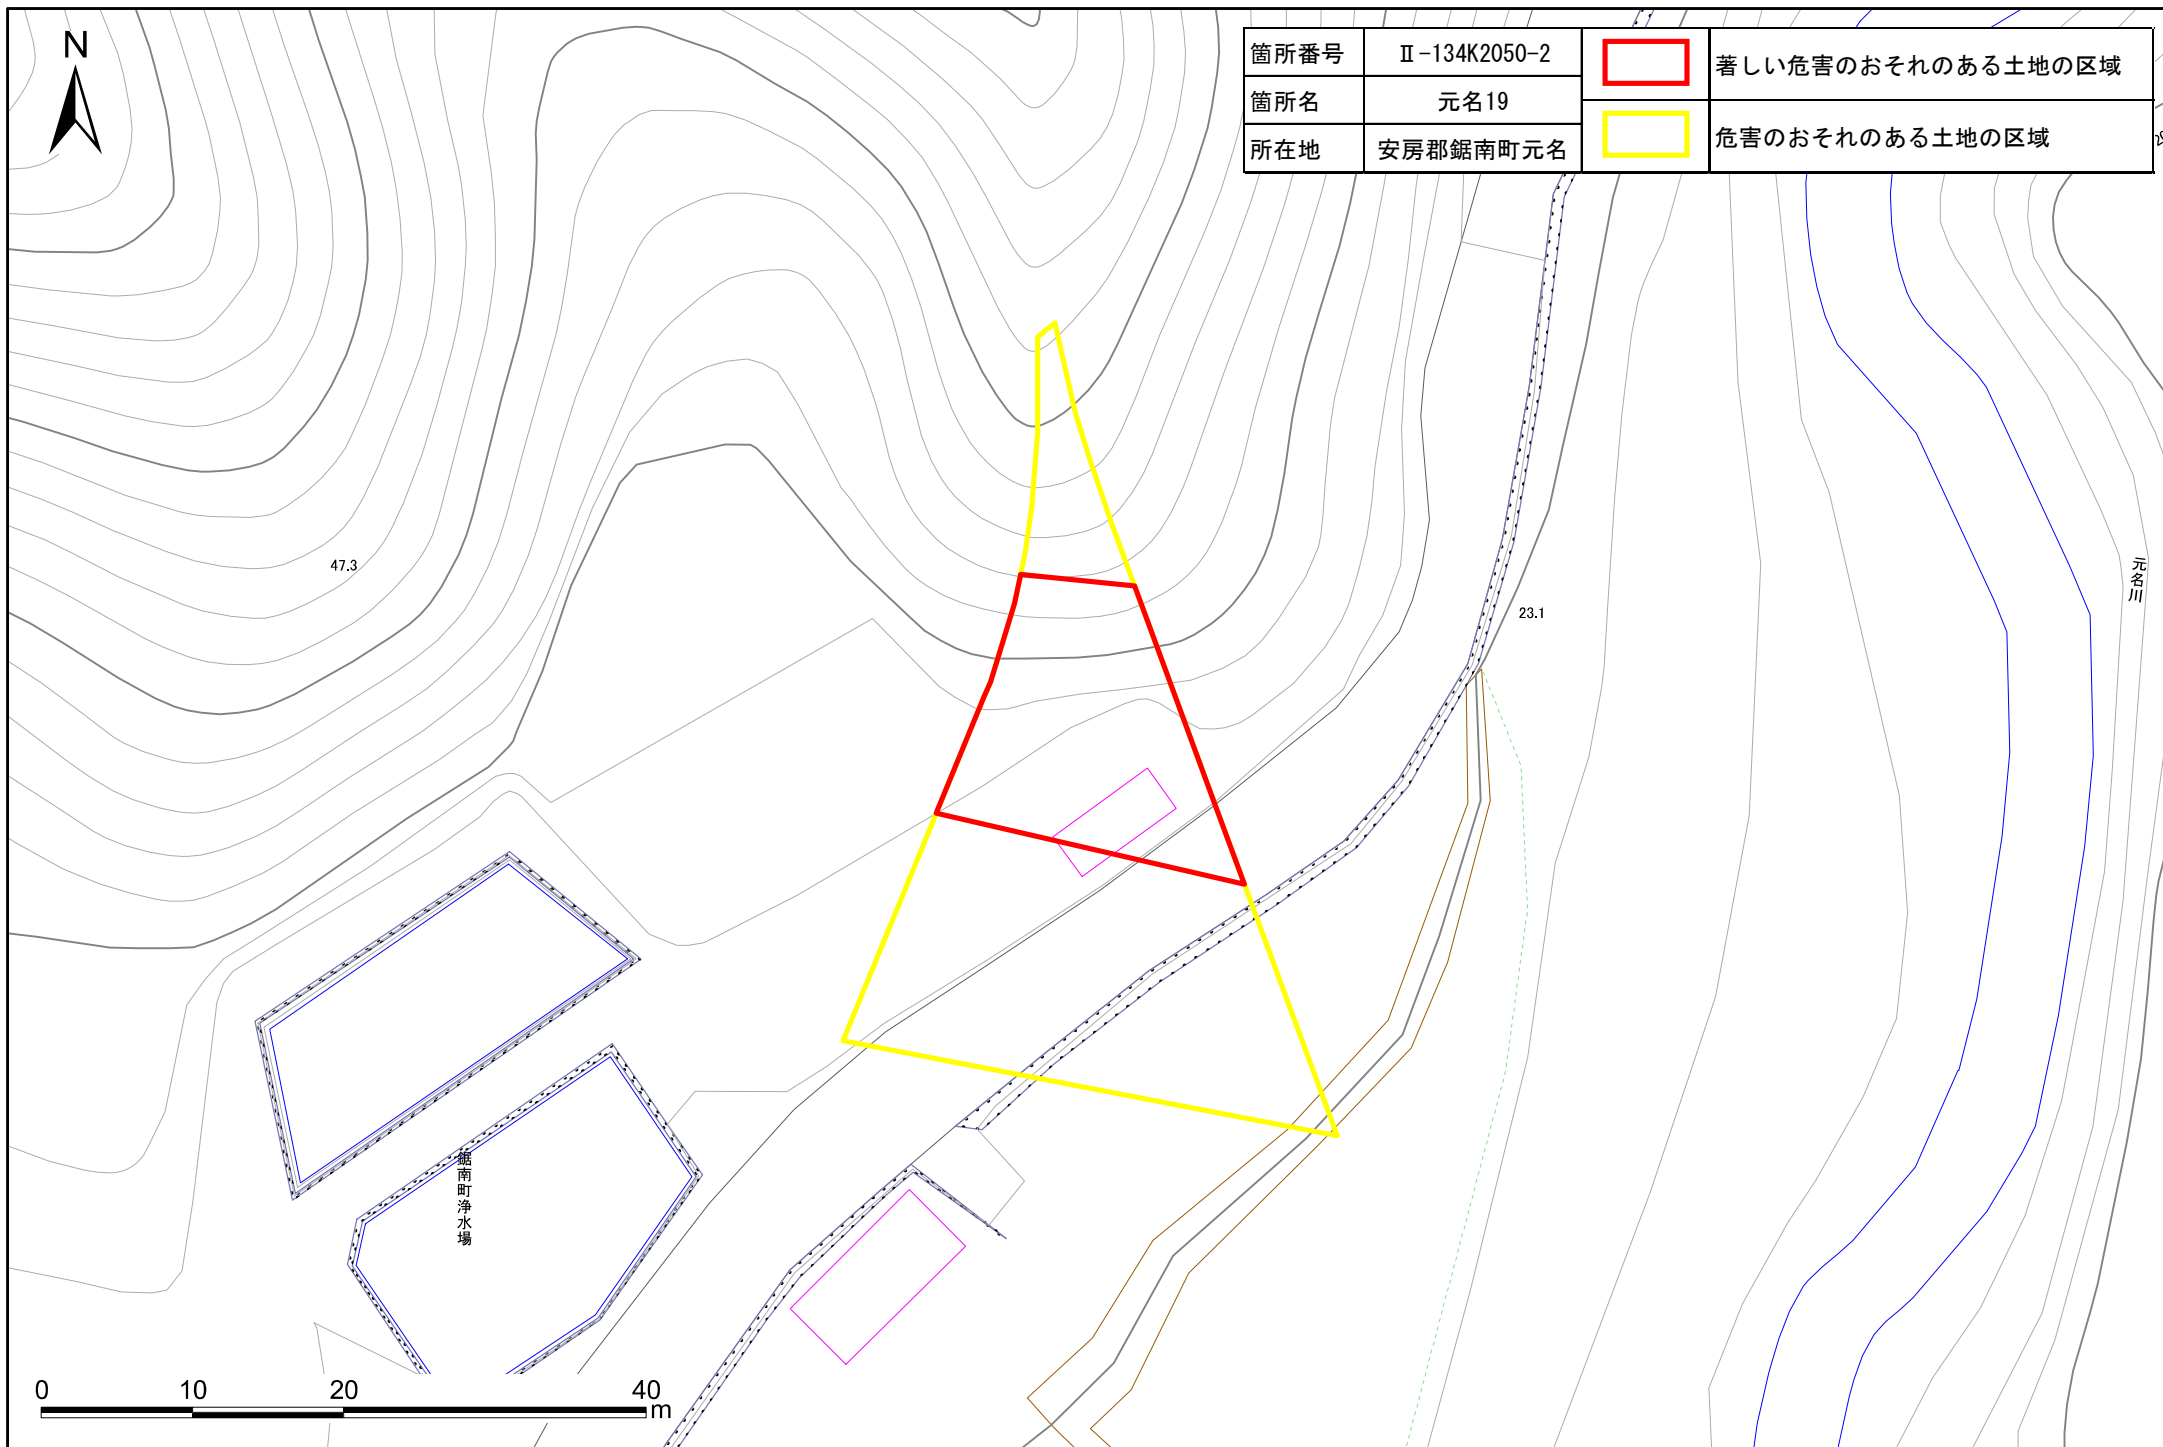 N
箇所番号 Ⅱ-134K2050-2
箇所名 元名19
所在地 安房郡鋸南町元名
著しい危害のおそれのある土地の区域
危害のおそれのある土地の区域
47.3
23.1
元名川
鋸南町浄水場
0 10 20 40
m